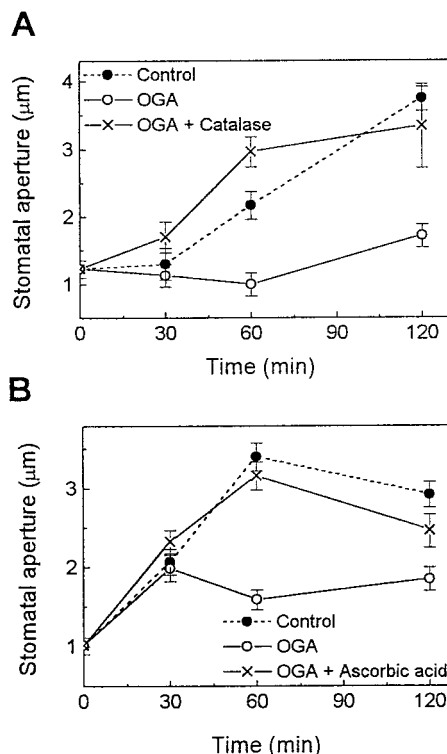 A
Stomatal aperture (μm)
4
3
2
1
Control
OGA
OGA + Catalase
0 30 60 90 120
Time (min)
B
Stomatal aperture (μm)
3
2
1
Control
OGA
OGA + Ascorbic acid
0 30 60 90 120
Time (min)